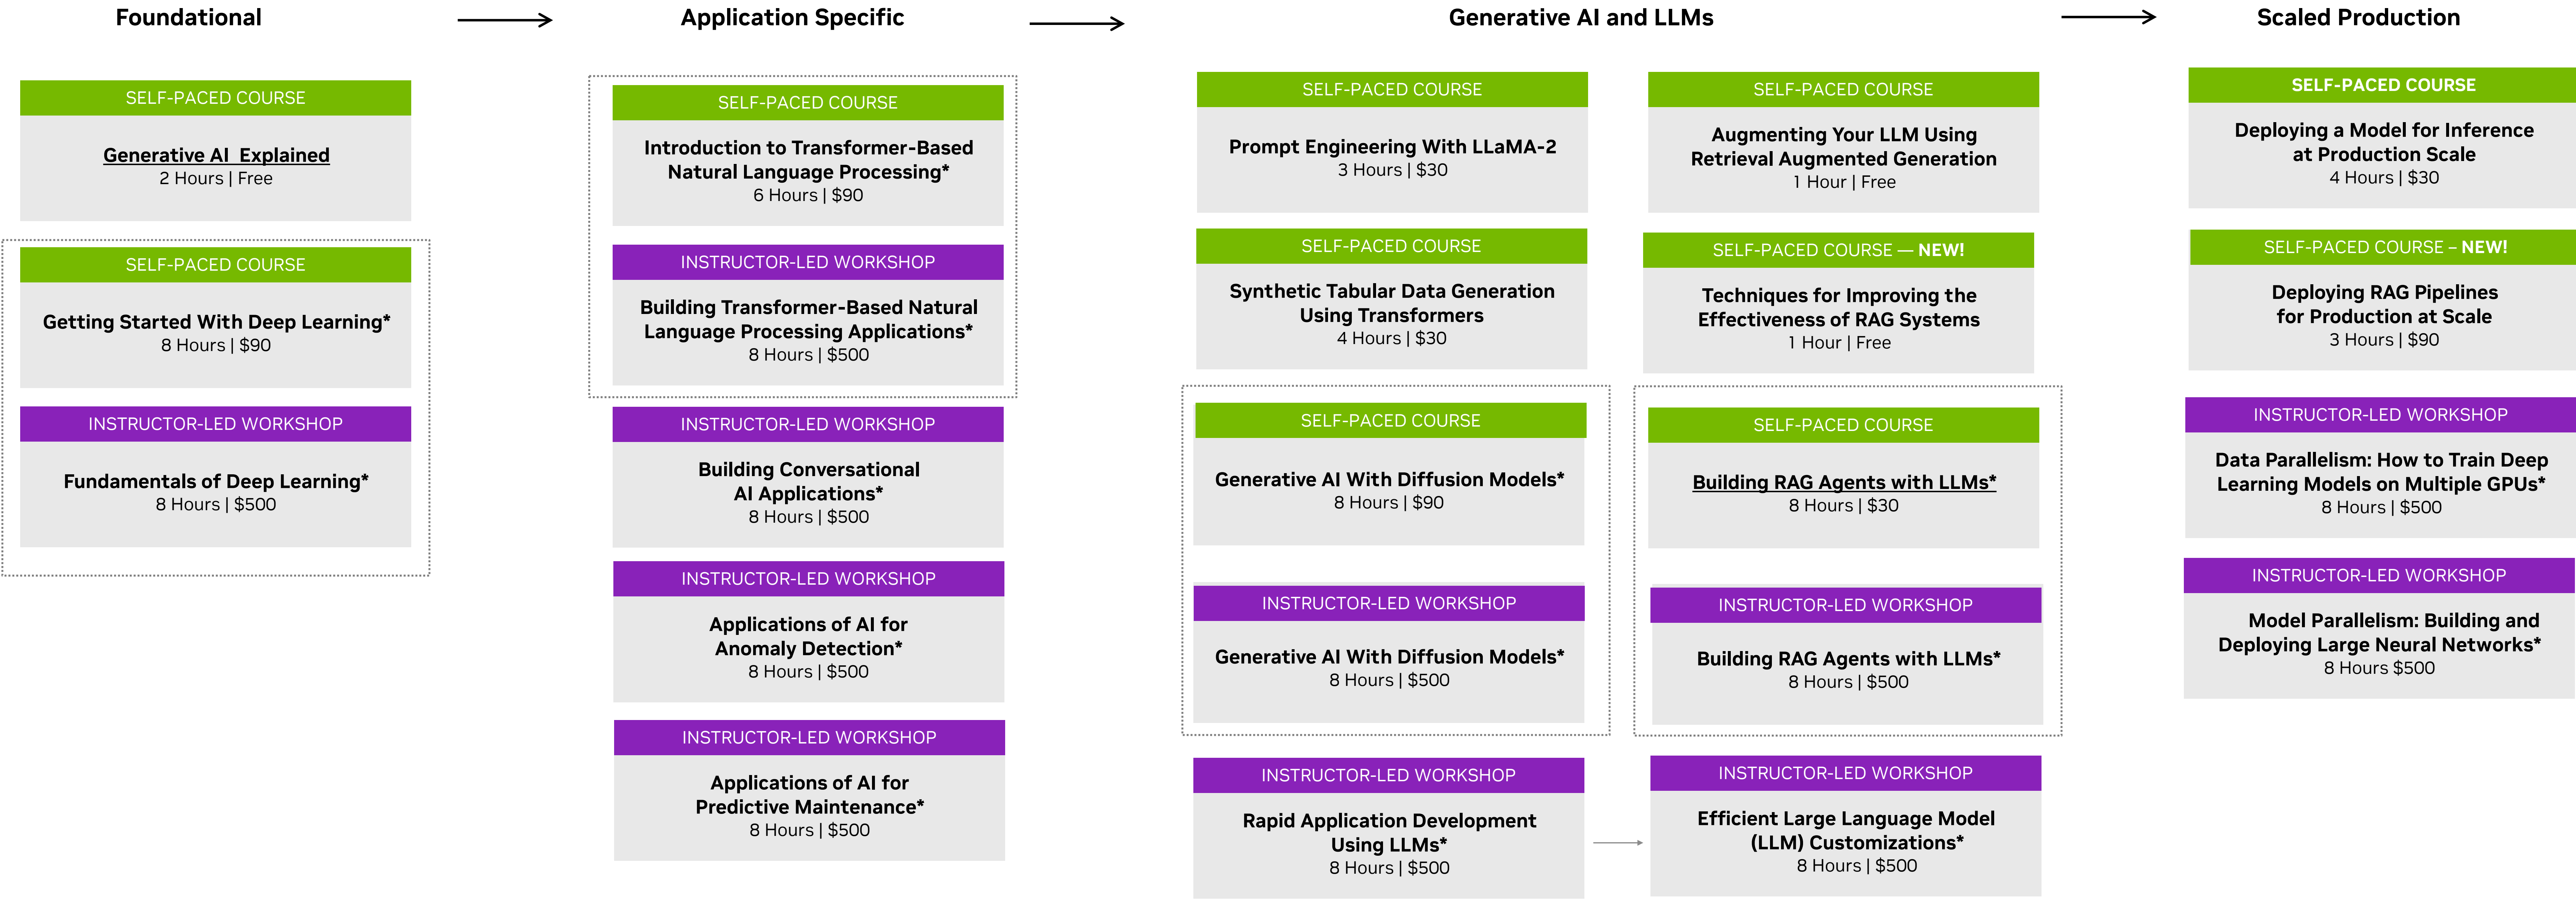 Foundational
Application Specific
Generative AI and LLMs
Scaled Production
SELF-PACED COURSE
Generative AI  Explained
2 Hours | Free
SELF-PACED COURSE
Getting Started With Deep Learning*
8 Hours | $90
INSTRUCTOR-LED WORKSHOP
Fundamentals of Deep Learning*
8 Hours | $500
SELF-PACED COURSE
Introduction to Transformer-Based
Natural Language Processing*
6 Hours | $90
INSTRUCTOR-LED WORKSHOP
Building Transformer-Based Natural
Language Processing Applications*
8 Hours | $500
INSTRUCTOR-LED WORKSHOP
Building Conversational
AI Applications*
8 Hours | $500
INSTRUCTOR-LED WORKSHOP
Applications of AI for
Anomaly Detection*
8 Hours | $500
INSTRUCTOR-LED WORKSHOP
Applications of AI for
Predictive Maintenance*
8 Hours | $500
SELF-PACED COURSE
Prompt Engineering With LLaMA-2
3 Hours | $30
SELF-PACED COURSE
Synthetic Tabular Data Generation
Using Transformers
4 Hours | $30
SELF-PACED COURSE
Generative AI With Diffusion Models*
8 Hours | $90
INSTRUCTOR-LED WORKSHOP
Generative AI With Diffusion Models*
8 Hours | $500
INSTRUCTOR-LED WORKSHOP
Rapid Application Development
Using LLMs*
8 Hours | $500
SELF-PACED COURSE
Augmenting Your LLM Using
Retrieval Augmented Generation
1 Hour | Free
SELF-PACED COURSE — NEW!
Techniques for Improving the
Effectiveness of RAG Systems
1 Hour | Free
SELF-PACED COURSE
Building RAG Agents with LLMs*
8 Hours | $30
INSTRUCTOR-LED WORKSHOP
Building RAG Agents with LLMs*
8 Hours | $500
INSTRUCTOR-LED WORKSHOP
Efficient Large Language Model
(LLM) Customizations*
8 Hours | $500
SELF-PACED COURSE
Deploying a Model for Inference
at Production Scale
4 Hours | $30
SELF-PACED COURSE – NEW!
Deploying RAG Pipelines
for Production at Scale
3 Hours | $90
INSTRUCTOR-LED WORKSHOP
Data Parallelism: How to Train Deep
Learning Models on Multiple GPUs*
8 Hours | $500
INSTRUCTOR-LED WORKSHOP
Model Parallelism: Building and
Deploying Large Neural Networks*
8 Hours $500